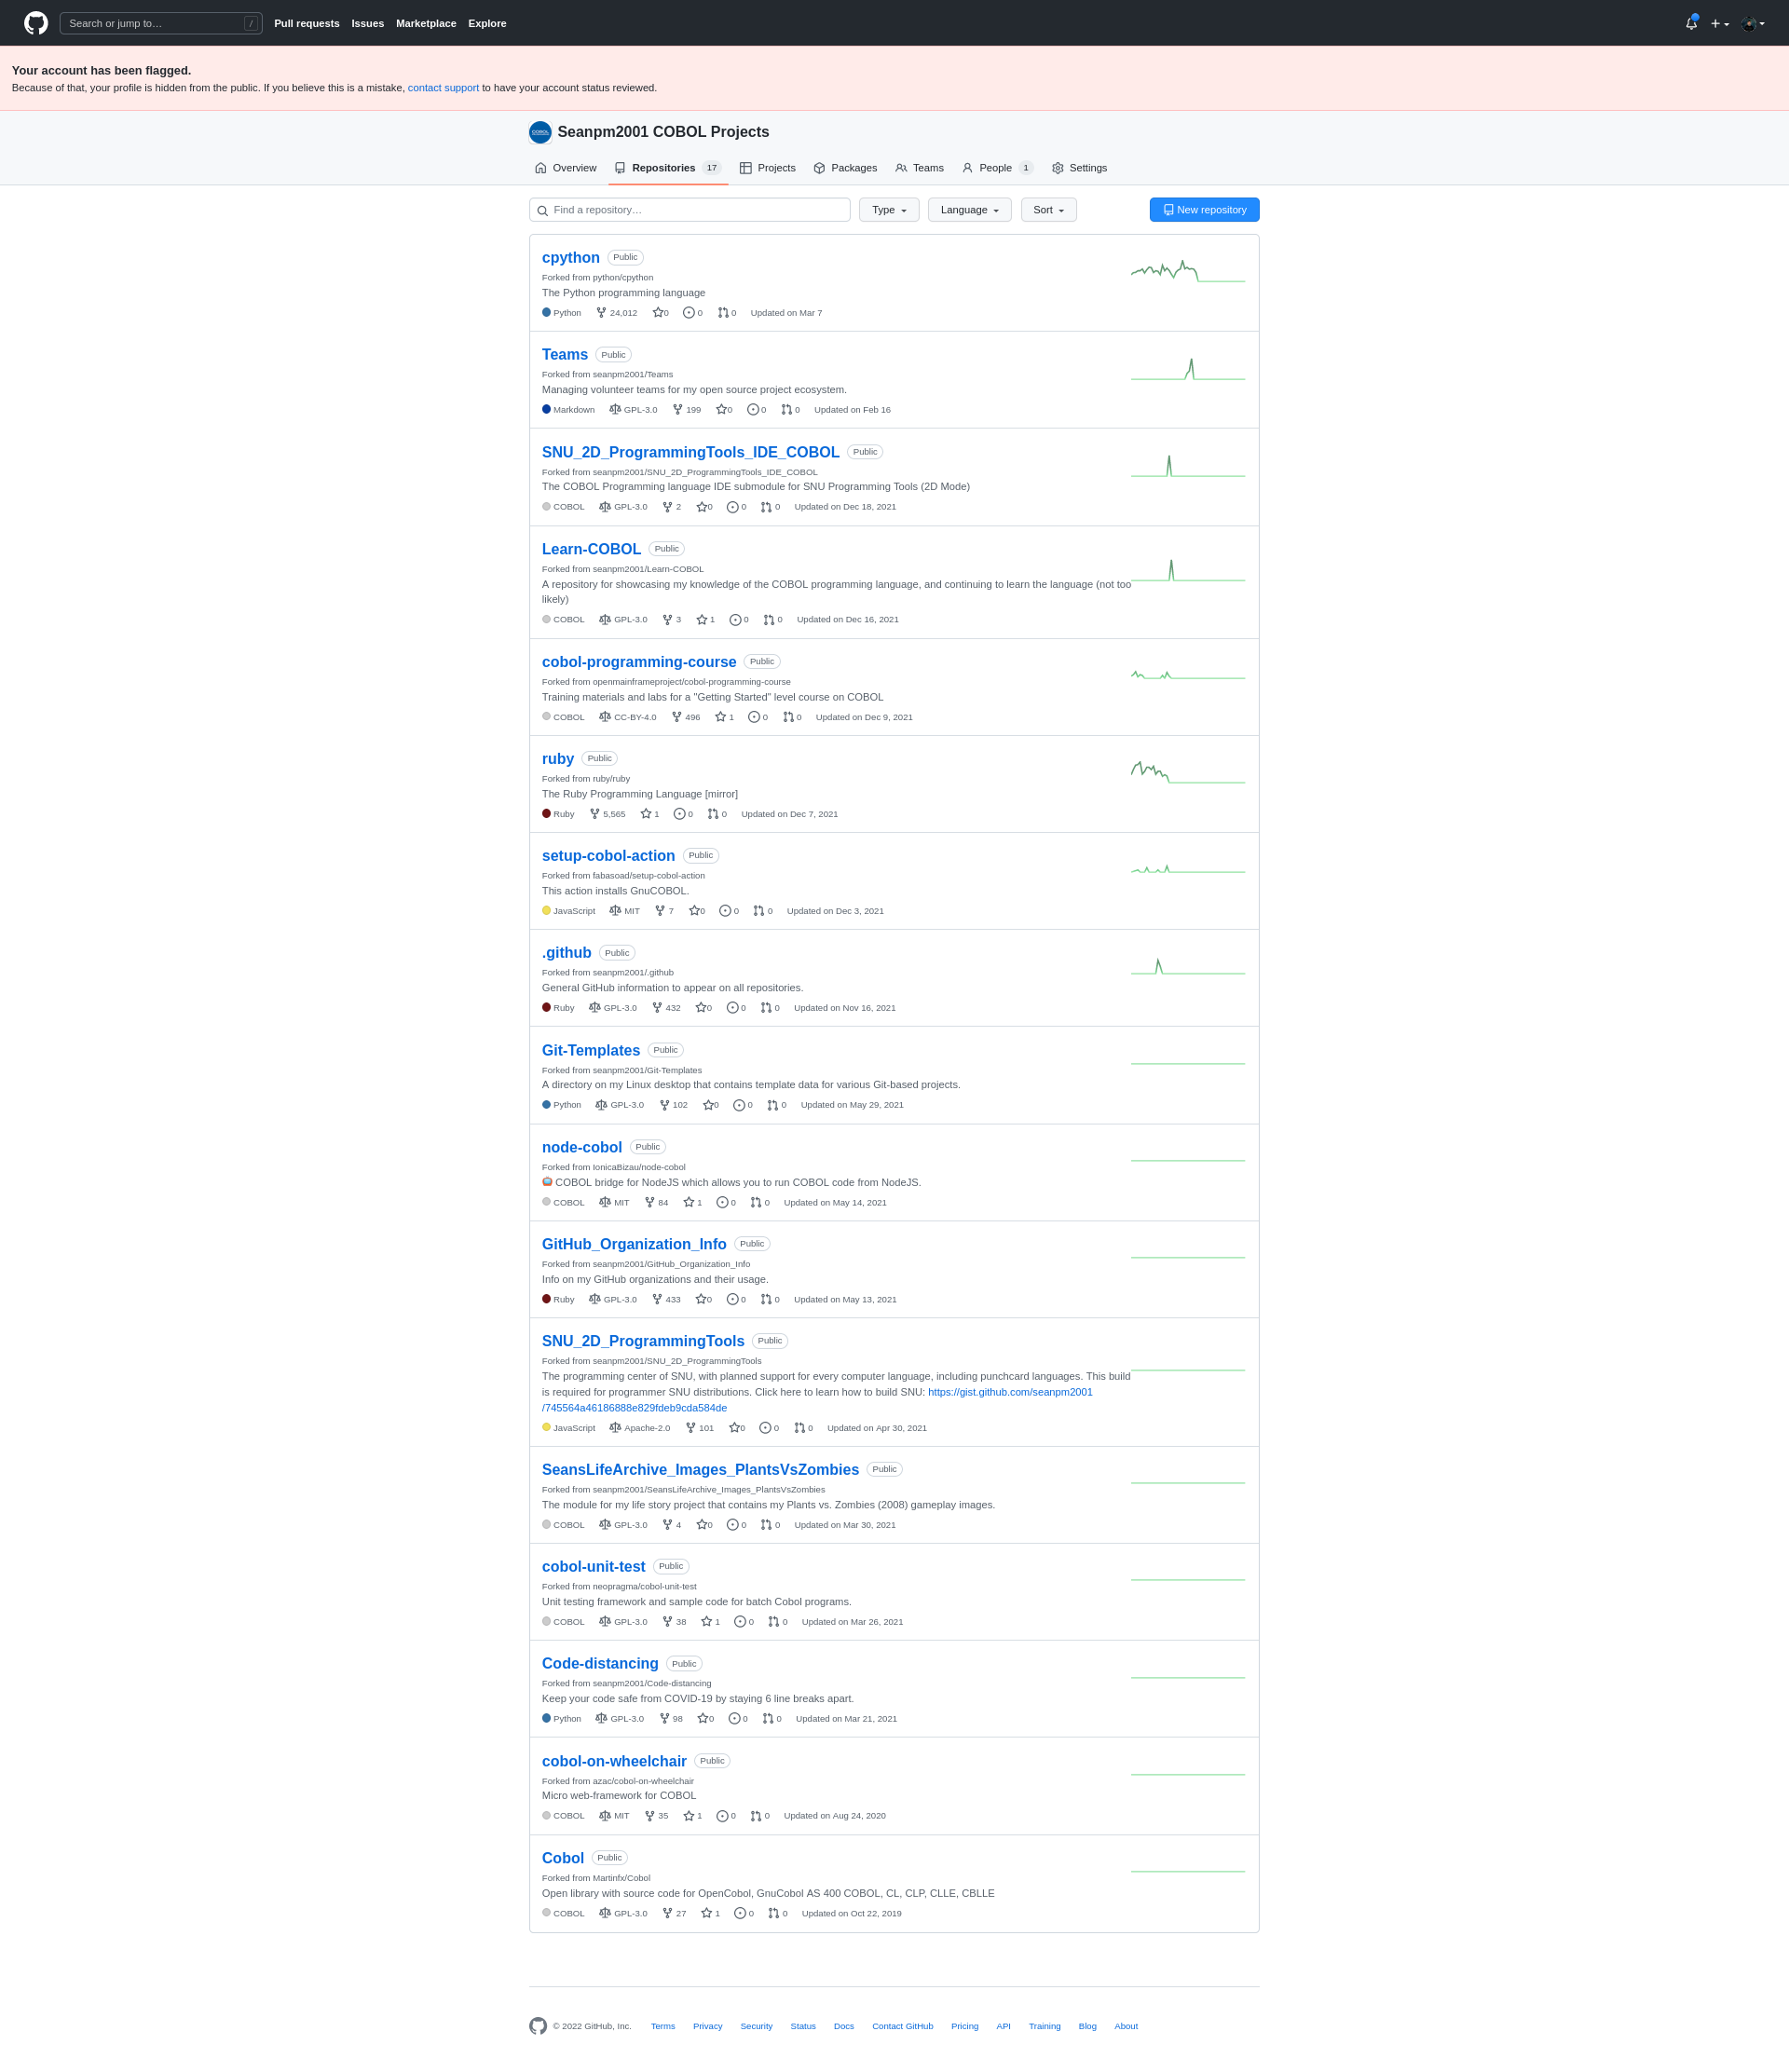 Search or jump to…
/
Pull requests
Issues
Marketplace
Explore
Your account has been flagged.
Because of that, your profile is hidden from the public. If you believe this is a mistake, contact support to have your account status reviewed.
COBOL
Seanpm2001 COBOL Projects
Overview
Repositories 17
Projects
Packages
Teams
People 1
Settings
Find a repository…
Type
Language
Sort
New repository
cpython Public
Forked from python/cpython
The Python programming language
Python 24,012 0 0 0 Updated on Mar 7
Teams Public
Forked from seanpm2001/Teams
Managing volunteer teams for my open source project ecosystem.
Markdown GPL-3.0 199 0 0 0 Updated on Feb 16
SNU_2D_ProgrammingTools_IDE_COBOL Public
Forked from seanpm2001/SNU_2D_ProgrammingTools_IDE_COBOL
The COBOL Programming language IDE submodule for SNU Programming Tools (2D Mode)
COBOL GPL-3.0 2 0 0 0 Updated on Dec 18, 2021
Learn-COBOL Public
Forked from seanpm2001/Learn-COBOL
A repository for showcasing my knowledge of the COBOL programming language, and continuing to learn the language (not too
likely)
COBOL GPL-3.0 3 1 0 0 Updated on Dec 16, 2021
cobol-programming-course Public
Forked from openmainframeproject/cobol-programming-course
Training materials and labs for a "Getting Started" level course on COBOL
COBOL CC-BY-4.0 496 1 0 0 Updated on Dec 9, 2021
ruby Public
Forked from ruby/ruby
The Ruby Programming Language [mirror]
Ruby 5,565 1 0 0 Updated on Dec 7, 2021
setup-cobol-action Public
Forked from fabasoad/setup-cobol-action
This action installs GnuCOBOL.
JavaScript MIT 7 0 0 0 Updated on Dec 3, 2021
.github Public
Forked from seanpm2001/.github
General GitHub information to appear on all repositories.
Ruby GPL-3.0 432 0 0 0 Updated on Nov 16, 2021
Git-Templates Public
Forked from seanpm2001/Git-Templates
A directory on my Linux desktop that contains template data for various Git-based projects.
Python GPL-3.0 102 0 0 0 Updated on May 29, 2021
node-cobol Public
Forked from IonicaBizau/node-cobol
COBOL bridge for NodeJS which allows you to run COBOL code from NodeJS.
COBOL MIT 84 1 0 0 Updated on May 14, 2021
GitHub_Organization_Info Public
Forked from seanpm2001/GitHub_Organization_Info
Info on my GitHub organizations and their usage.
Ruby GPL-3.0 433 0 0 0 Updated on May 13, 2021
SNU_2D_ProgrammingTools Public
Forked from seanpm2001/SNU_2D_ProgrammingTools
The programming center of SNU, with planned support for every computer language, including punchcard languages. This build
is required for programmer SNU distributions. Click here to learn how to build SNU: https://gist.github.com/seanpm2001
/745564a46186888e829fdeb9cda584de
JavaScript Apache-2.0 101 0 0 0 Updated on Apr 30, 2021
SeansLifeArchive_Images_PlantsVsZombies Public
Forked from seanpm2001/SeansLifeArchive_Images_PlantsVsZombies
The module for my life story project that contains my Plants vs. Zombies (2008) gameplay images.
COBOL GPL-3.0 4 0 0 0 Updated on Mar 30, 2021
cobol-unit-test Public
Forked from neopragma/cobol-unit-test
Unit testing framework and sample code for batch Cobol programs.
COBOL GPL-3.0 38 1 0 0 Updated on Mar 26, 2021
Code-distancing Public
Forked from seanpm2001/Code-distancing
Keep your code safe from COVID-19 by staying 6 line breaks apart.
Python GPL-3.0 98 0 0 0 Updated on Mar 21, 2021
cobol-on-wheelchair Public
Forked from azac/cobol-on-wheelchair
Micro web-framework for COBOL
COBOL MIT 35 1 0 0 Updated on Aug 24, 2020
Cobol Public
Forked from Martinfx/Cobol
Open library with source code for OpenCobol, GnuCobol AS 400 COBOL, CL, CLP, CLLE, CBLLE
COBOL GPL-3.0 27 1 0 0 Updated on Oct 22, 2019
© 2022 GitHub, Inc. Terms Privacy Security Status Docs Contact GitHub Pricing API Training Blog About